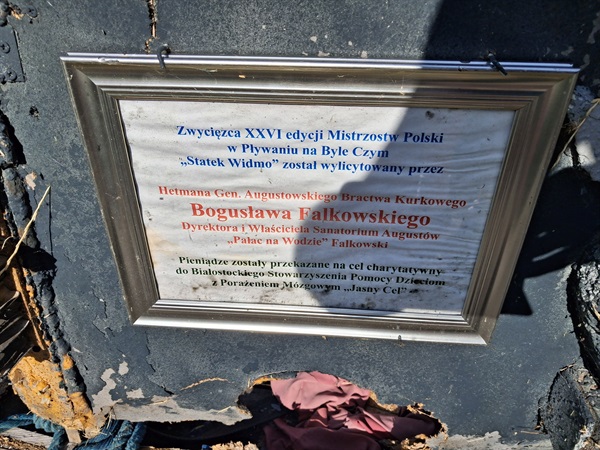 Zwycięzca XXVI edycji Mistrzostw Polski
w Pływaniu na Byle Czym
„Statek Widmo” został wylicytowany przez
Hetmana Gen. Augustowskiego Bractwa Kurkowego
Bogusława Falkowskiego
Dyrektora i Właściciela Sanatorium Augustów
„Pałac na Wodzie” Falkowski
Pieniądze zostały przekazane na cel charytatywny
do Białostockiego Stowarzyszenia Pomocy Dzieciom
z Porażeniem Mózgowym „Jasny Cel”